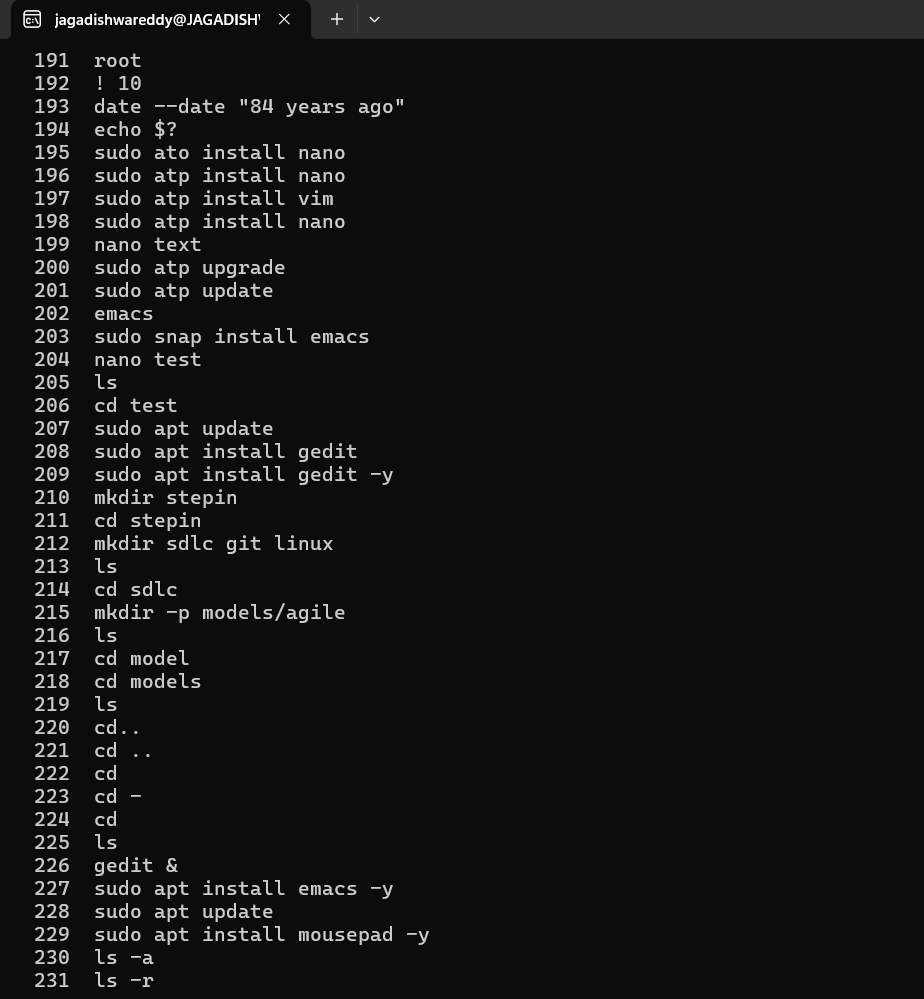 jagadishwareddy@JAGADISH'
191 root
192 ! 10
193 date --date "84 years ago"
194 echo $?
195 sudo ato install nano
196 sudo atp install nano
197 sudo atp install vim
198 sudo atp install nano
199 nano text
200 sudo atp upgrade
201 sudo atp update
202 emacs
203 sudo snap install emacs
204 nano test
205 ls
206 cd test
207 sudo apt update
208 sudo apt install gedit
209 sudo apt install gedit -y
210 mkdir stepin
211 cd stepin
212 mkdir sdlc git linux
213 ls
214 cd sdlc
215 mkdir -p models/agile
216 ls
217 cd model
218 cd models
219 ls
220 cd..
221 cd ..
222 cd
223 cd -
224 cd
225 ls
226 gedit &
227 sudo apt install emacs -y
228 sudo apt update
229 sudo apt install mousepad -y
230 ls -a
231 ls -r